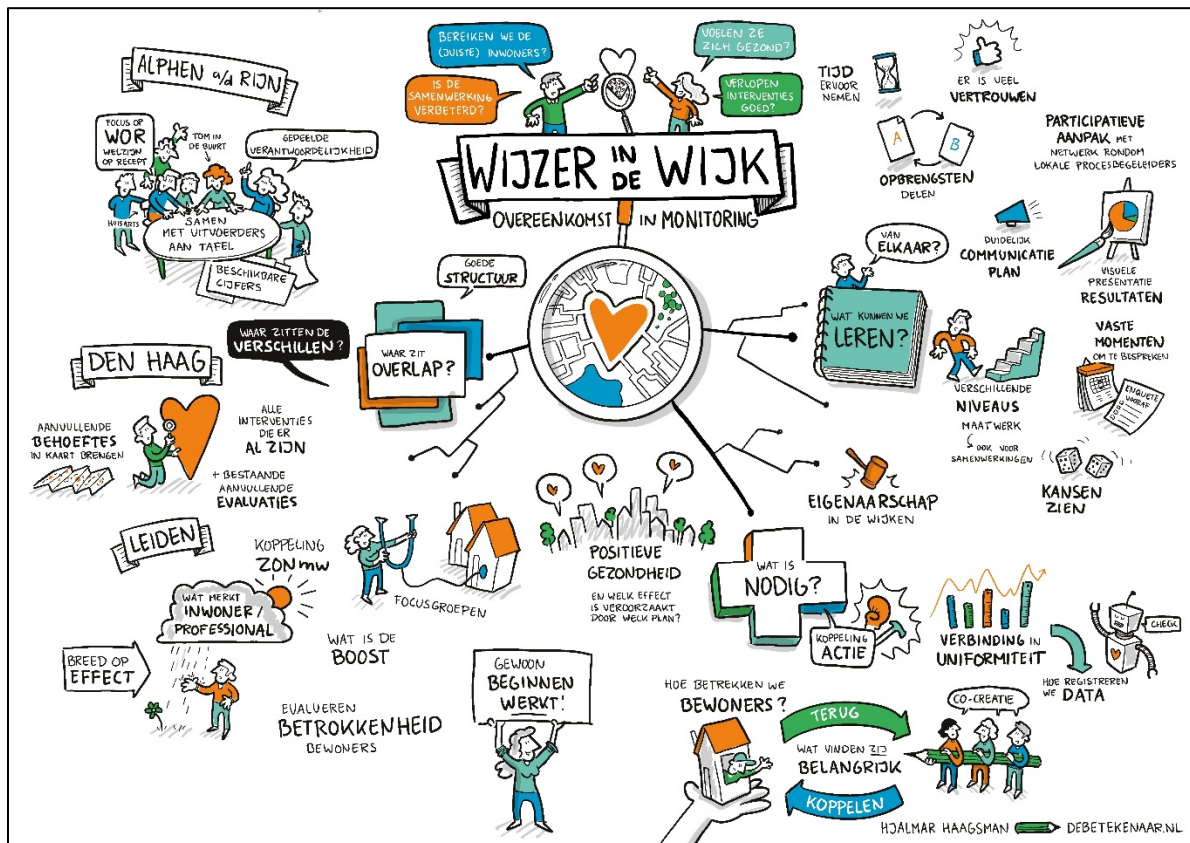 ALPHEN a/d RIJN
FOCUS OP
WOR
WELZIJN
OP RECEPT
TOM IN
DE BUURT
GEDEELDE
VERANTWOORDELIJKHEID
HUISARTS
SAMEN
MET UITVOERDERS
AAN TAFEL
BESCHIKBARE
CIJFERS
BEREIKEN WE DE
(JUISTE) INWONERS?
IS DE
SAMENWERKING
VERBETERD?
VOELEN ZE
ZICH GEZOND?
VERLOPEN
INTERVENTIES
GOED?
WIJZER IN DE WIJK
OVEREENKOMST IN MONITORING
TIJD
ERVOOR
NEMEN
ER IS VEEL
VERTROUWEN
A
B
OPBRENGSTEN
DELEN
PARTICIPATIEVE
AANPAK MET
NETWERK RONDOM
LOKALE PROCESBEGELEIDERS
DUIDELIJK
COMMUNICATIE
PLAN
VISUELE
PRESENTATIE
RESULTATEN
VAN
ELKAAR?
WAT KUNNEN WE
LEREN?
VERSCHILLENDE
NIVEAUS
MAATWERK
OOK VOOR
SAMENWERKINGEN
VASTE
MOMENTEN
OM TE BESPREKEN
ENQUETE
VOORAF
KANSEN
ZIEN
GOEDE
STRUCTUUR
WAAR ZITTEN DE
VERSCHILLEN?
WAAR ZIT
OVERLAP?
DEN HAAG
AANVULLENDE
BEHOEFTES
IN KAART BRENGEN
ALLE
INTERVENTIES
DIE ER
AL ZIJN
+ BESTAANDE
AANVULLENDE
EVALUATIES
LEIDEN
KOPPELING
ZONmw
WAT MERKT
INWONER/
PROFESSIONAL
BREED OP
EFFECT
FOCUSGROEPEN
WAT IS DE
BOOST
EVALUEREN
BETROKKENHEID
BEWONERS
POSITIEVE
GEZONDHEID
EN WELK EFFECT
IS VEROORZAAKT
DOOR WELK PLAN?
GEWOON
BEGINNEN
WERKT!
EIGENAARSCHAP
IN DE WIJKEN
WAT IS
NODIG?
KOPPELING
ACTIE
VERBINDING IN
UNIFORMITEIT
CHECK
HOE REGISTREREN
WE DATA
HOE BETREKKEN WE
BEWONERS?
TERUG
WAT VINDEN ZIJ
BELANGRIJK
KOPPELEN
CO-CREATIE
HJALMAR HAAGSMAN DEBETEKENAAR.NL